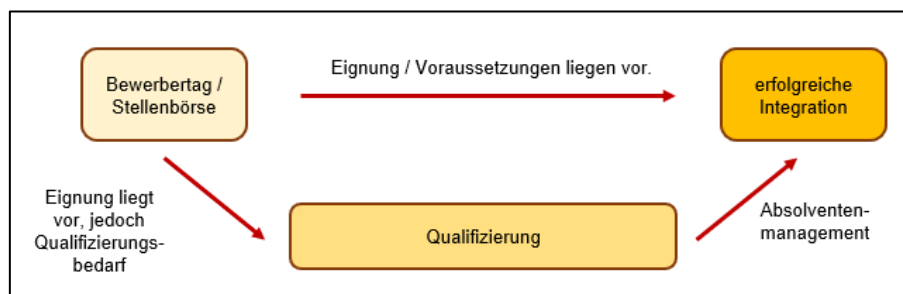 Bewerbertag /
Stellenbörse
Eignung / Voraussetzungen liegen vor.
erfolgreiche
Integration
Eignung liegt
vor, jedoch
Qualifizierungs-
bedarf
Qualifizierung
Absolventen-
management